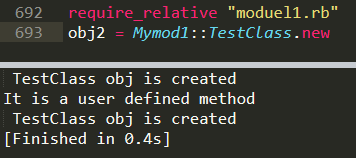 692 require_relative "moduel1.rb"
693 obj2 = Mymod1::TestClass.new
TestClass obj is created
It is a user defined method
TestClass obj is created
[Finished in 0.4s]